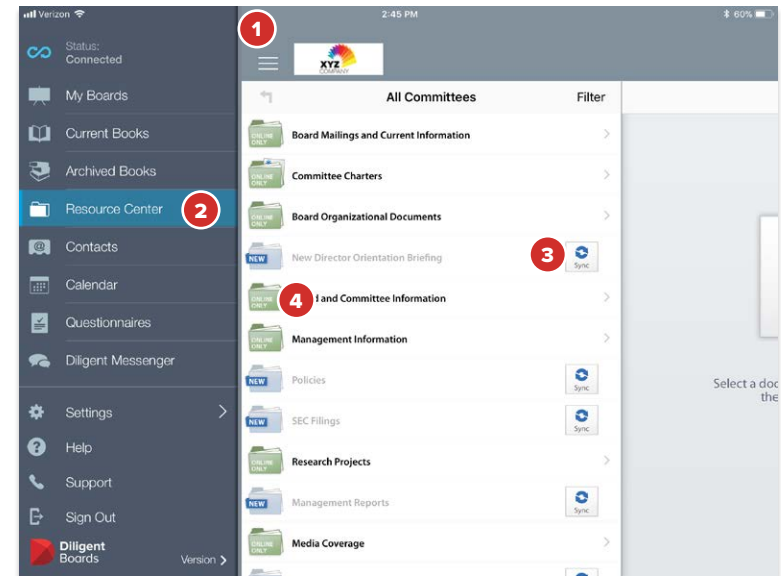 Verizon
2:45 PM
60%
1
Status:
Connected
XYZ
COMPANY
My Boards
All Committees
Filter
Current Books
ONLINE
ONLY
Board Mailings and Current Information
Archived Books
ONLINE
ONLY
Committee Charters
Resource Center
2
ONLINE
ONLY
Board Organizational Documents
Contacts
NEW
New Director Orientation Briefing
3
Sync
Calendar
ONLINE
ONLY
4
d and Committee Information
Questionnaires
ONLINE
ONLY
Management Information
Diligent Messenger
NEW
Policies
Sync
Select a doc
the
Settings
NEW
SEC Filings
Sync
Help
ONLINE
ONLY
Research Projects
Support
NEW
Management Reports
Sync
Sign Out
ONLINE
ONLY
Media Coverage
Diligent
Boards
Version